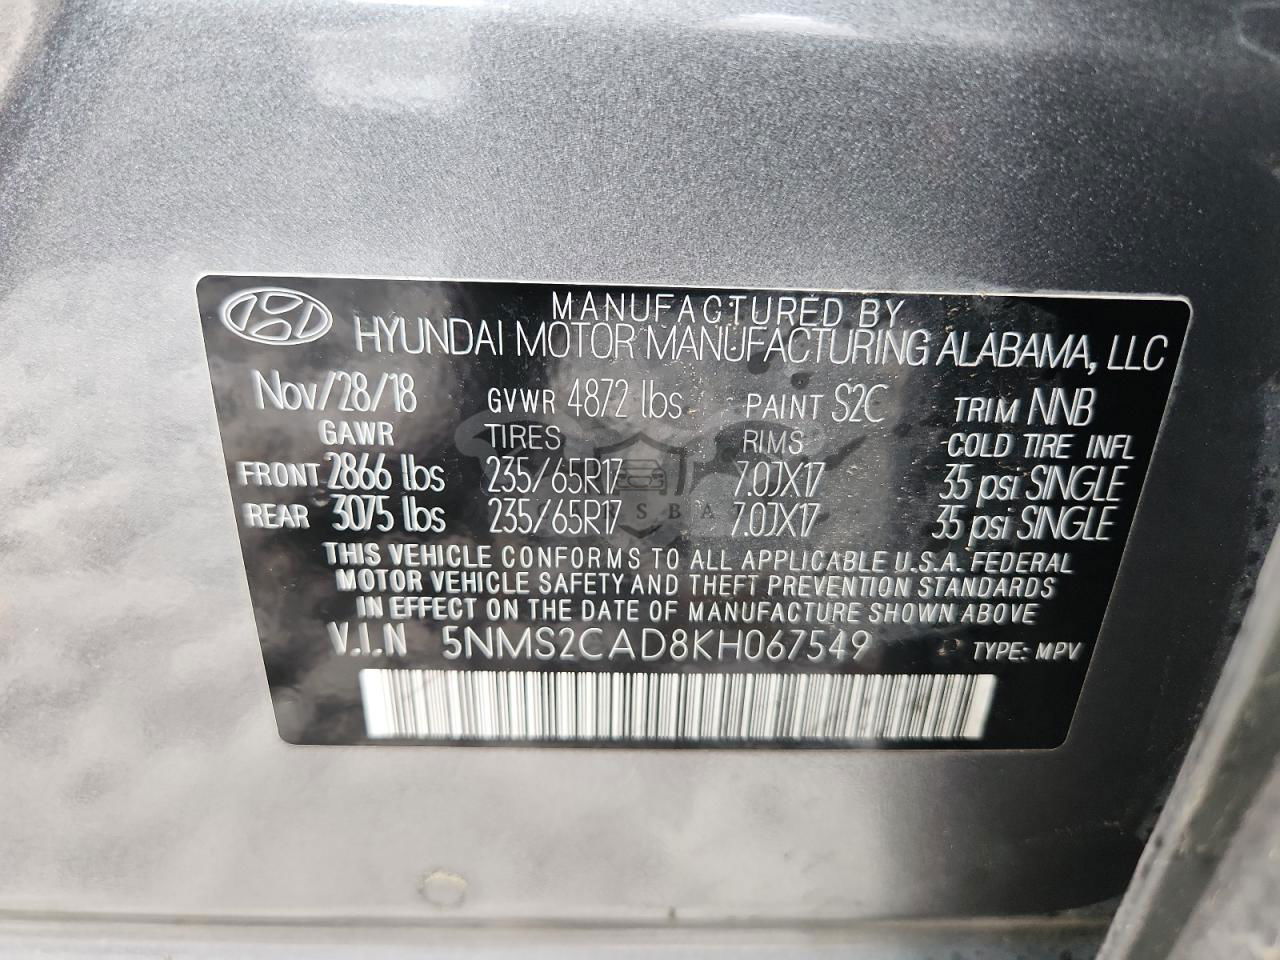 MANUFACTURED BY
HYUNDAI MOTOR MANUFACTURING ALABAMA, LLC
Nov/28/18 GVWR 4872 lbs PAINT S2C TRIM NNB
GAWR TIRES RIMS COLD TIRE INFL
FRONT 2866 lbs 235/65R17 7.0JX17 35 psi SINGLE
REAR 3075 lbs 235/65R17 7.0JX17 35 psi SINGLE
THIS VEHICLE CONFORMS TO ALL APPLICABLE U.S.A. FEDERAL
MOTOR VEHICLE SAFETY AND THEFT PREVENTION STANDARDS
IN EFFECT ON THE DATE OF MANUFACTURE SHOWN ABOVE
V.I.N 5NMS2CAD8KH067549 TYPE: MPV